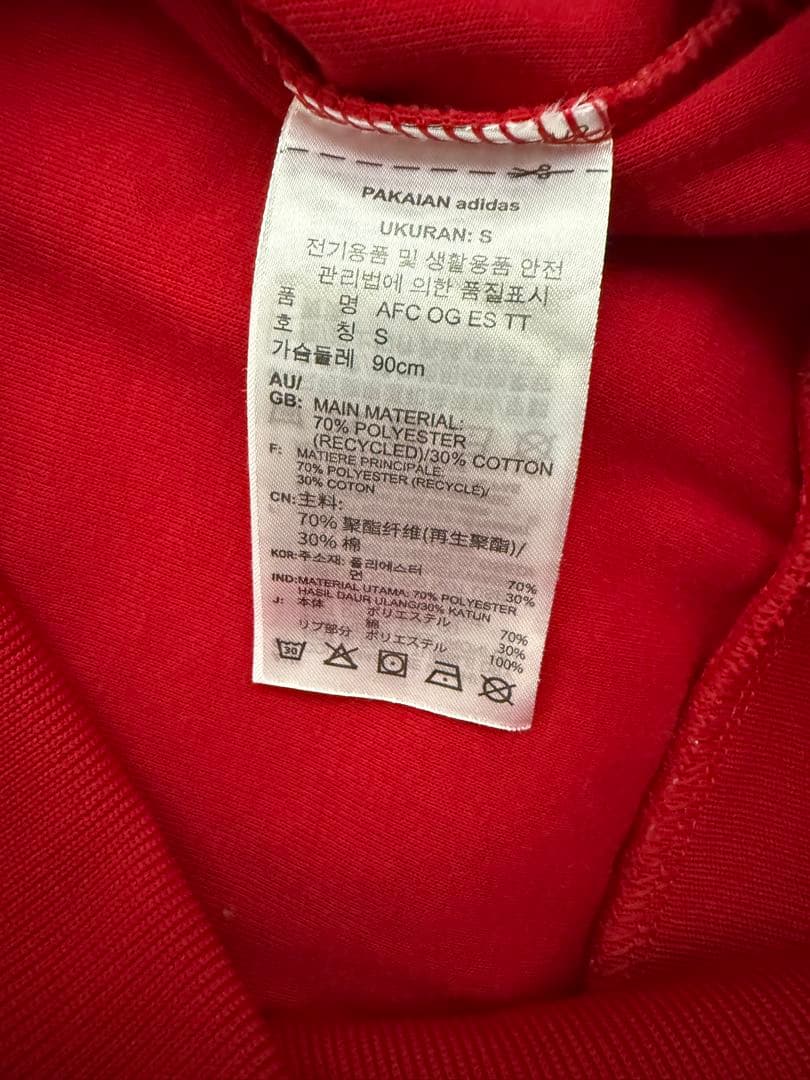 PAKAIAN adidas
UKURAN: S
전기용품 및 생활용품 안전
관리법에 의한 품질표시
품 명 AFC OG ES TT
호 칭 S
가슴둘레 90cm
AU/
GB: MAIN MATERIAL:
70% POLYESTER
(RECYCLED)/30% COTTON
F: MATIERE PRINCIPALE:
70% POLYESTER (RECYCLE)/
30% COTON
CN: 主料:
70% 聚酯纤维(再生聚酯)/
30% 棉
KOR: 주소재: 폴리에스터 70%
면 30%
IND: MATERIAL UTAMA: 70% POLYESTER
HASIL DAUR ULANG/30% KATUN
J: 本体 ポリエステル 70%
綿 30%
リブ部分 ポリエステル 100%
30